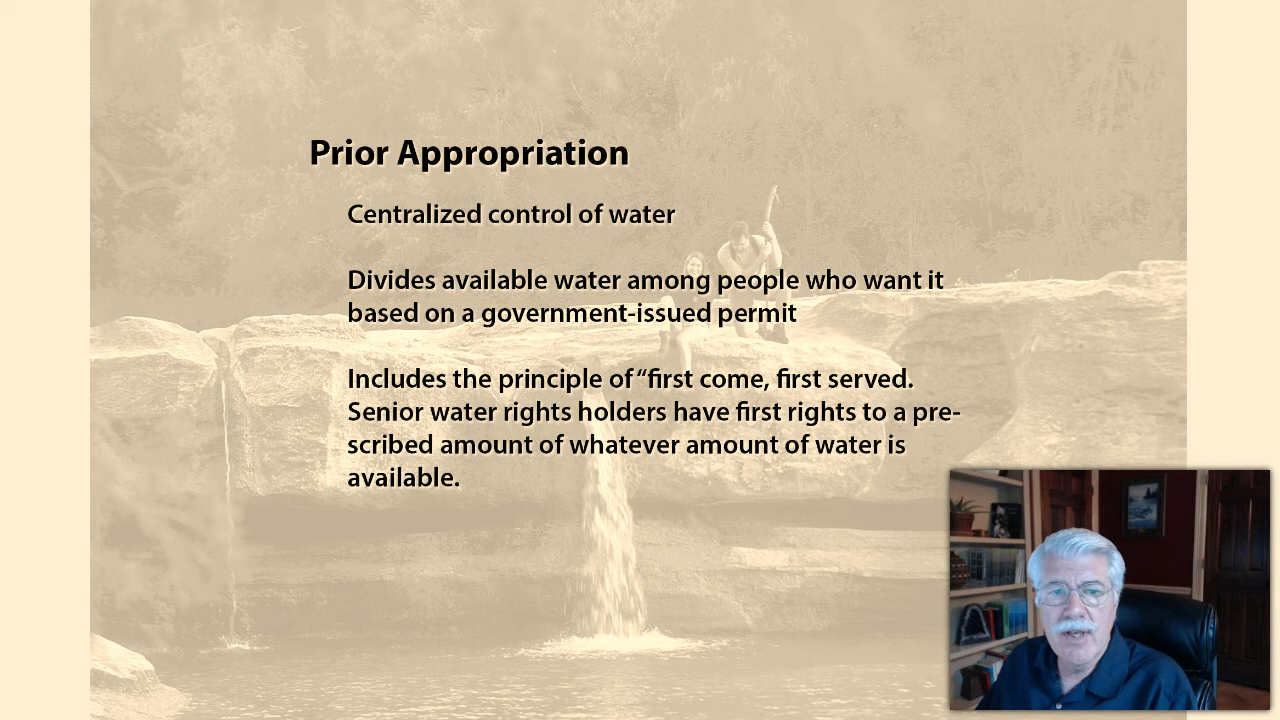 Prior Appropriation
Centralized control of water
Divides available water among people who want it
based on a government-issued permit
Includes the principle of “first come, first served.
Senior water rights holders have first rights to a pre-
scribed amount of whatever amount of water is
available.